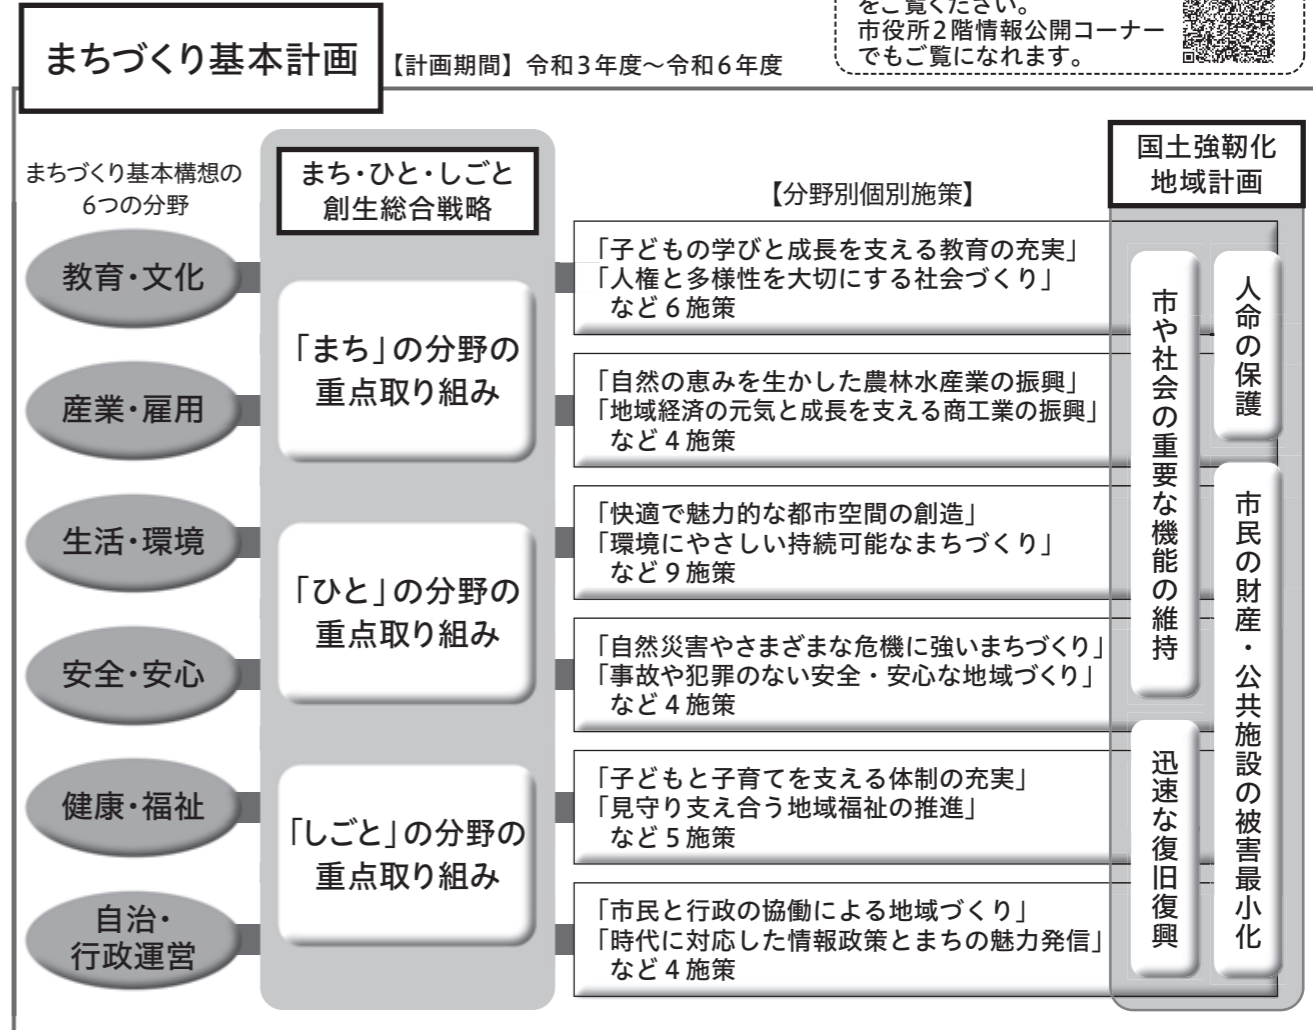 をご覧ください。
市役所2階情報公開コーナー
でもご覧になれます。
まちづくり基本計画
【計画期間】令和3年度～令和6年度
まちづくり基本構想の
6つの分野
まち・ひと・しごと
創生総合戦略
【分野別個別施策】
国土強靭化
地域計画
教育・文化
産業・雇用
生活・環境
安全・安心
健康・福祉
自治・
行政運営
「まち」の分野の
重点取り組み
「ひと」の分野の
重点取り組み
「しごと」の分野の
重点取り組み
「子どもの学びと成長を支える教育の充実」
「人権と多様性を大切にする社会づくり」
など6施策
「自然の恵みを生かした農林水産業の振興」
「地域経済の元気と成長を支える商工業の振興」
など4施策
「快適で魅力的な都市空間の創造」
「環境にやさしい持続可能なまちづくり」
など9施策
「自然災害やさまざまな危機に強いまちづくり」
「事故や犯罪のない安全・安心な地域づくり」
など4施策
「子どもと子育てを支える体制の充実」
「見守り支え合う地域福祉の推進」
など5施策
「市民と行政の協働による地域づくり」
「時代に対応した情報政策とまちの魅力発信」
など4施策
人命の保護
市民の財産・公共施設の被害最小化
市や社会の重要な機能の維持
迅速な復旧復興